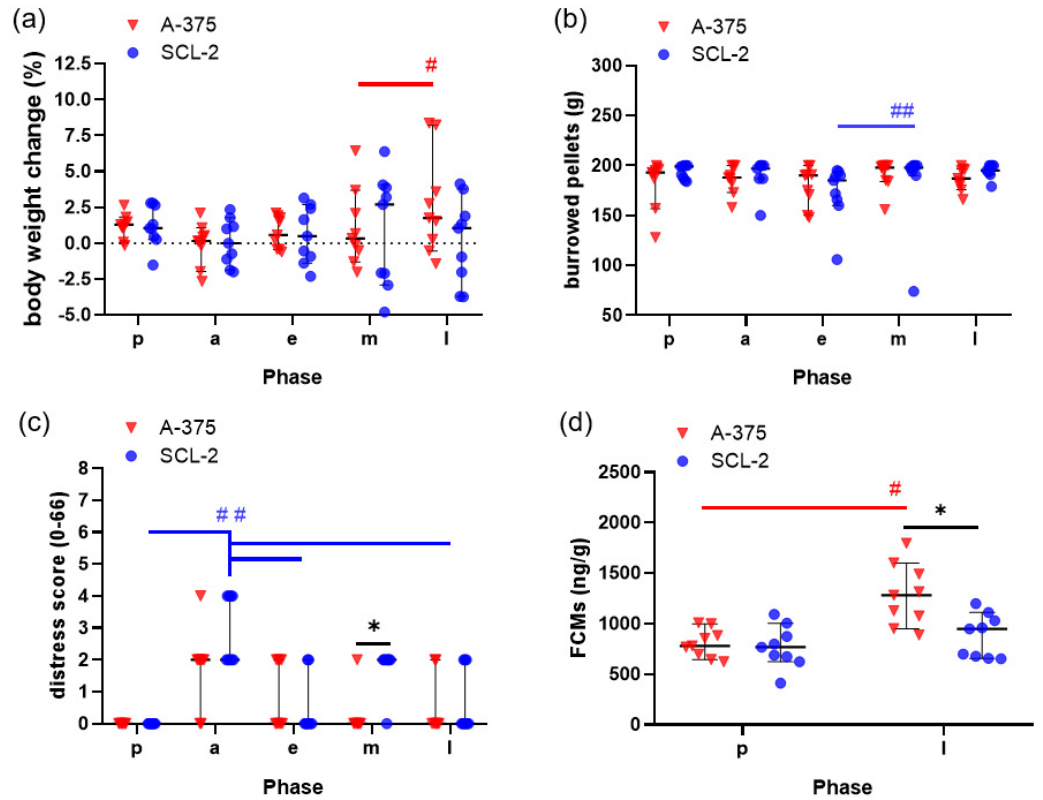 (a)
A-375
SCL-2
body weight change (%)
12.5
10.0
7.5
5.0
2.5
0.0
-2.5
-5.0
#
p a e m l
Phase
(b)
A-375
SCL-2
burrowed pellets (g)
300
250
200
150
100
50
##
p a e m l
Phase
(c)
A-375
SCL-2
distress score (0-66)
8
7
6
5
4
3
2
1
0
# #
*
p a e m l
Phase
(d)
A-375
SCL-2
FCMs (ng/g)
2500
2000
1500
1000
500
0
#
*
p l
Phase